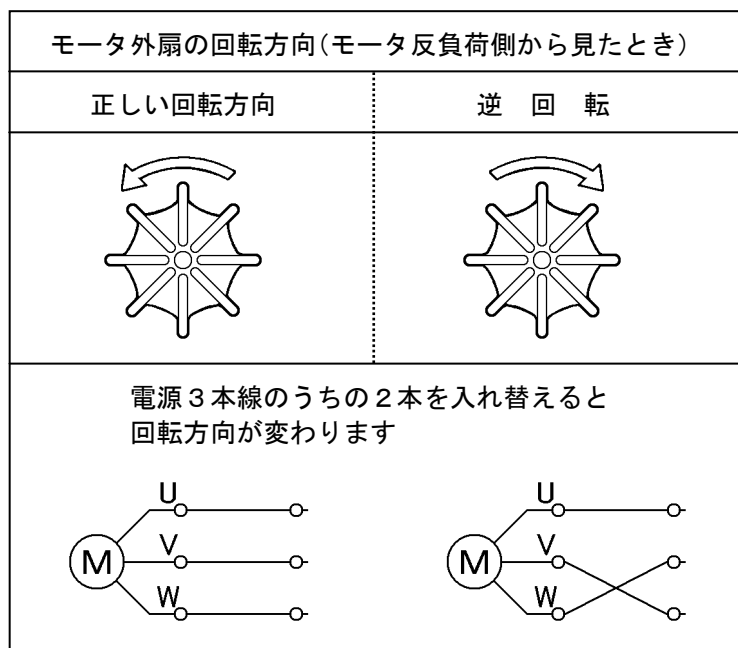 モータ外扇の回転方向(モータ反負荷側から見たとき)
正しい回転方向
逆 回 転
電源3本線のうちの2本を入れ替えると
回転方向が変わります
U
V
M
W
U
V
M
W